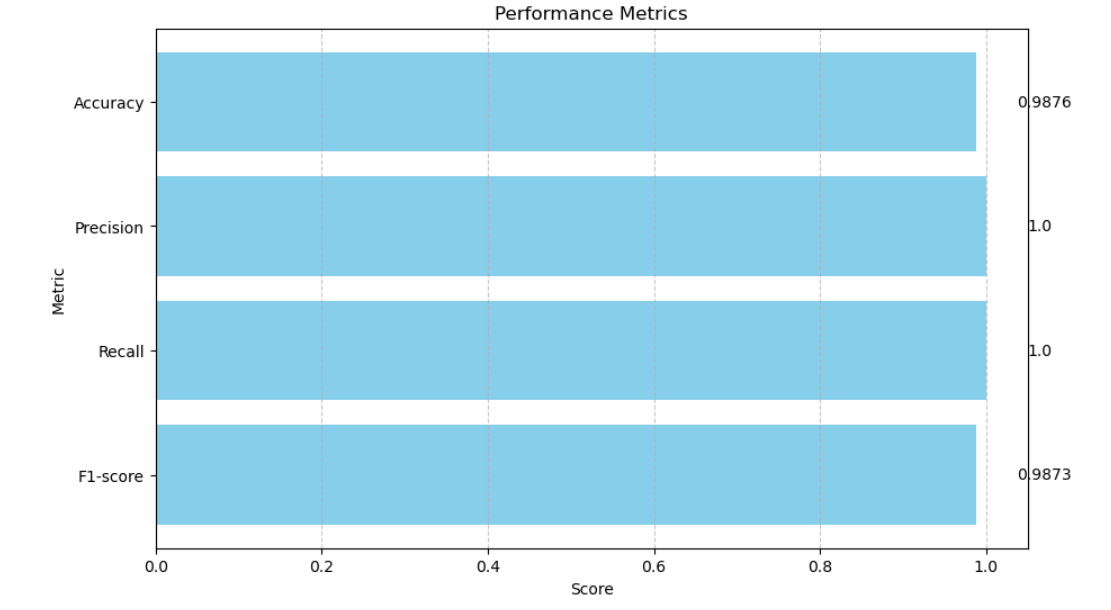 Performance Metrics
Accuracy
0.9876
Precision
1.0
Metric
Recall
1.0
F1-score
0.9873
0.0 0.2 0.4 0.6 0.8 1.0
Score